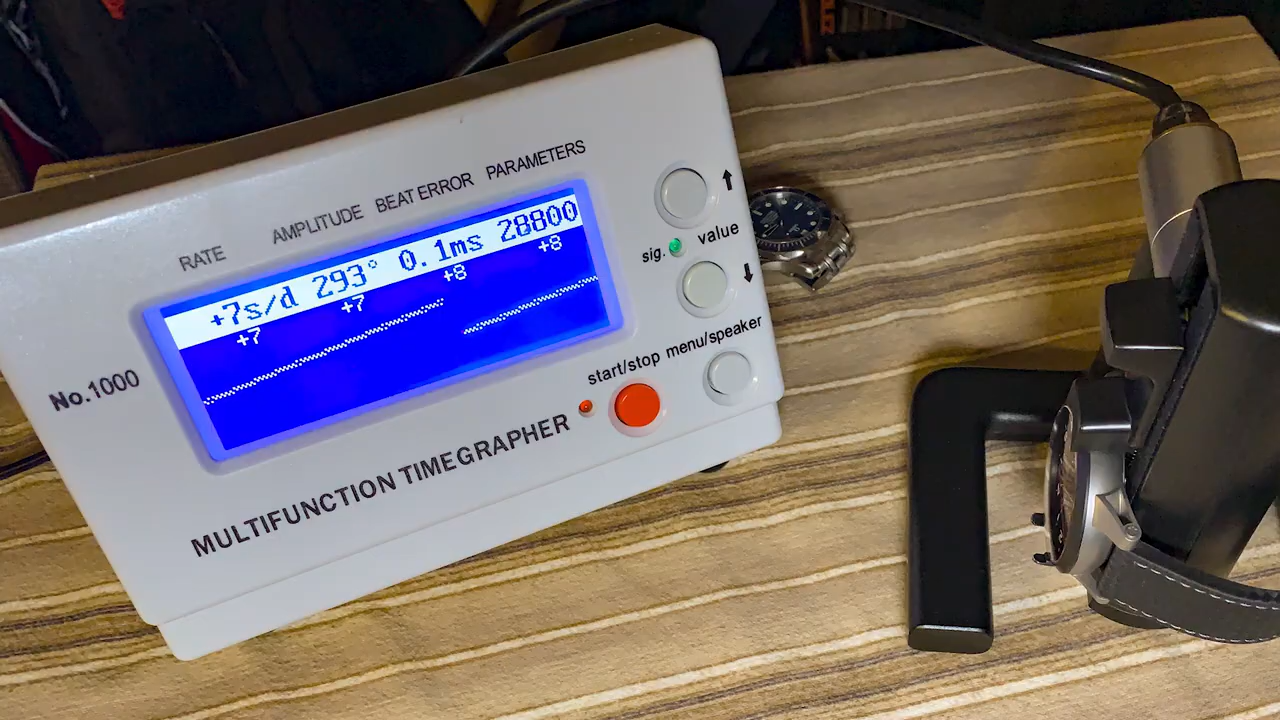 RATE AMPLITUDE BEAT ERROR PARAMETERS
+7s/d 293° 0.1ms 28800
+7 +7 +8 +8
sig. value
No.1000
start/stop menu/speaker
MULTIFUNCTION TIMEGRAPHER